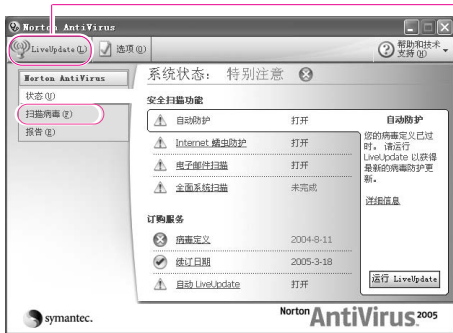 Norton AntiVirus
LiveUpdate(L) 选项(O) 帮助和技术支持(H)
Norton AntiVirus
状态(U)
扫描病毒(F)
报告(R)
系统状态： 特别注意
安全扫描功能
自动防护 打开
Internet 蠕虫防护 打开
电子邮件扫描 打开
全面系统扫描 未完成
订购服务
病毒定义 2004-8-11
续订日期 2005-3-18
自动 LiveUpdate 打开
自动防护
您的病毒定义已过
时。请运行
LiveUpdate 以获得
最新的病毒防护更
新。
详细信息
运行 LiveUpdate
symantec.
Norton AntiVirus 2005